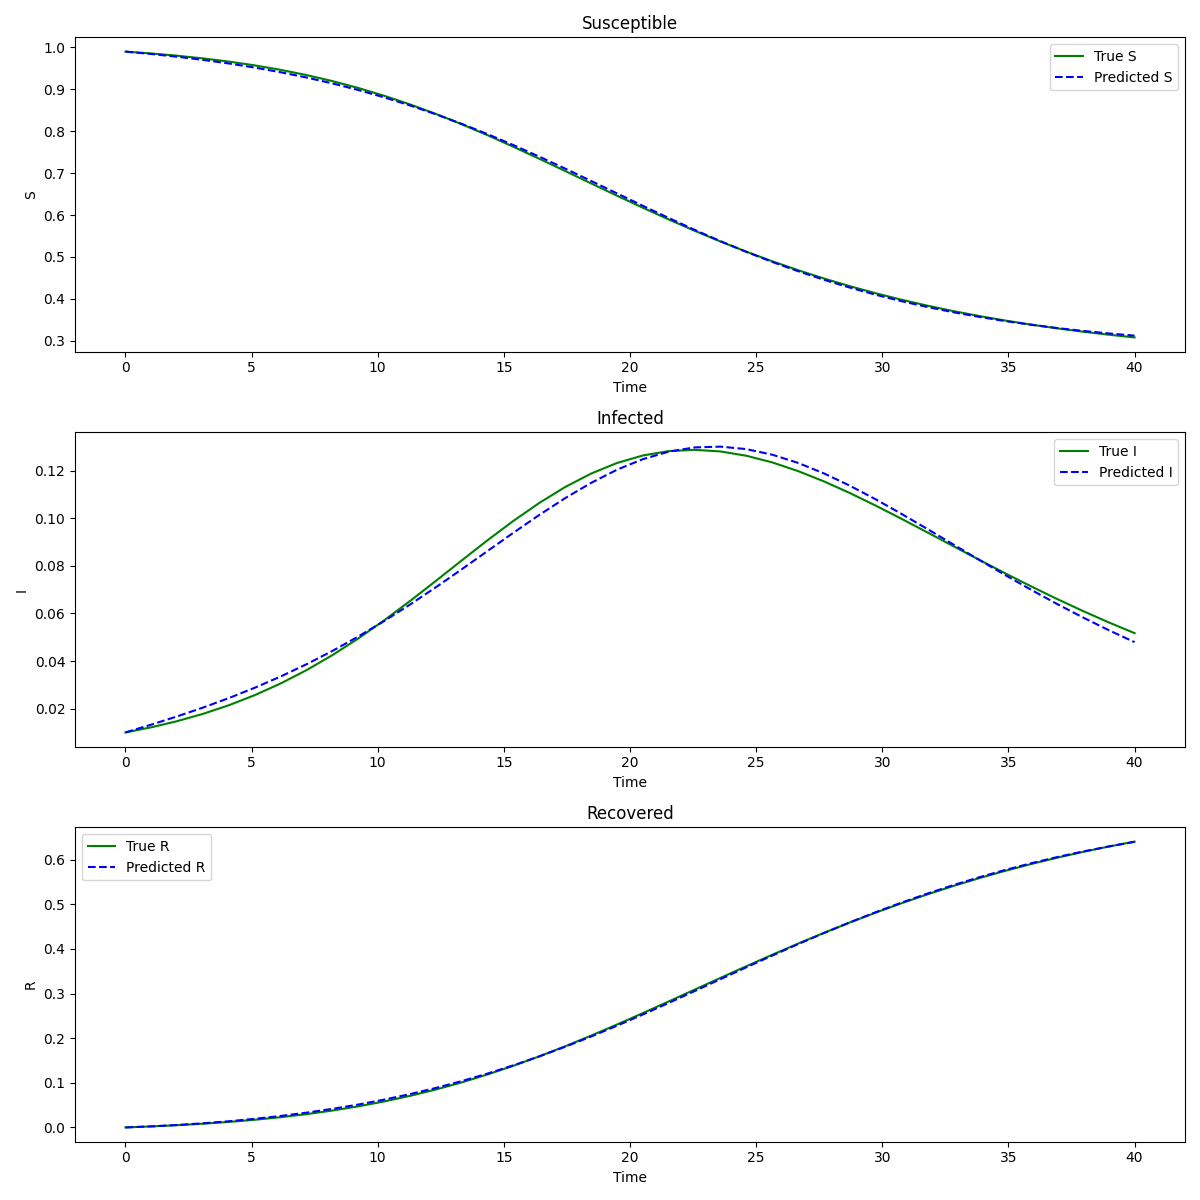 Susceptible
1.0
0.9
0.8
0.7
0.6
0.5
0.4
0.3
S
True S
Predicted S
0 5 10 15 20 25 30 35 40
Time
Infected
0.12
0.10
0.08
0.06
0.04
0.02
I
True I
Predicted I
0 5 10 15 20 25 30 35 40
Time
Recovered
0.6
0.5
0.4
0.3
0.2
0.1
0.0
R
True R
Predicted R
0 5 10 15 20 25 30 35 40
Time